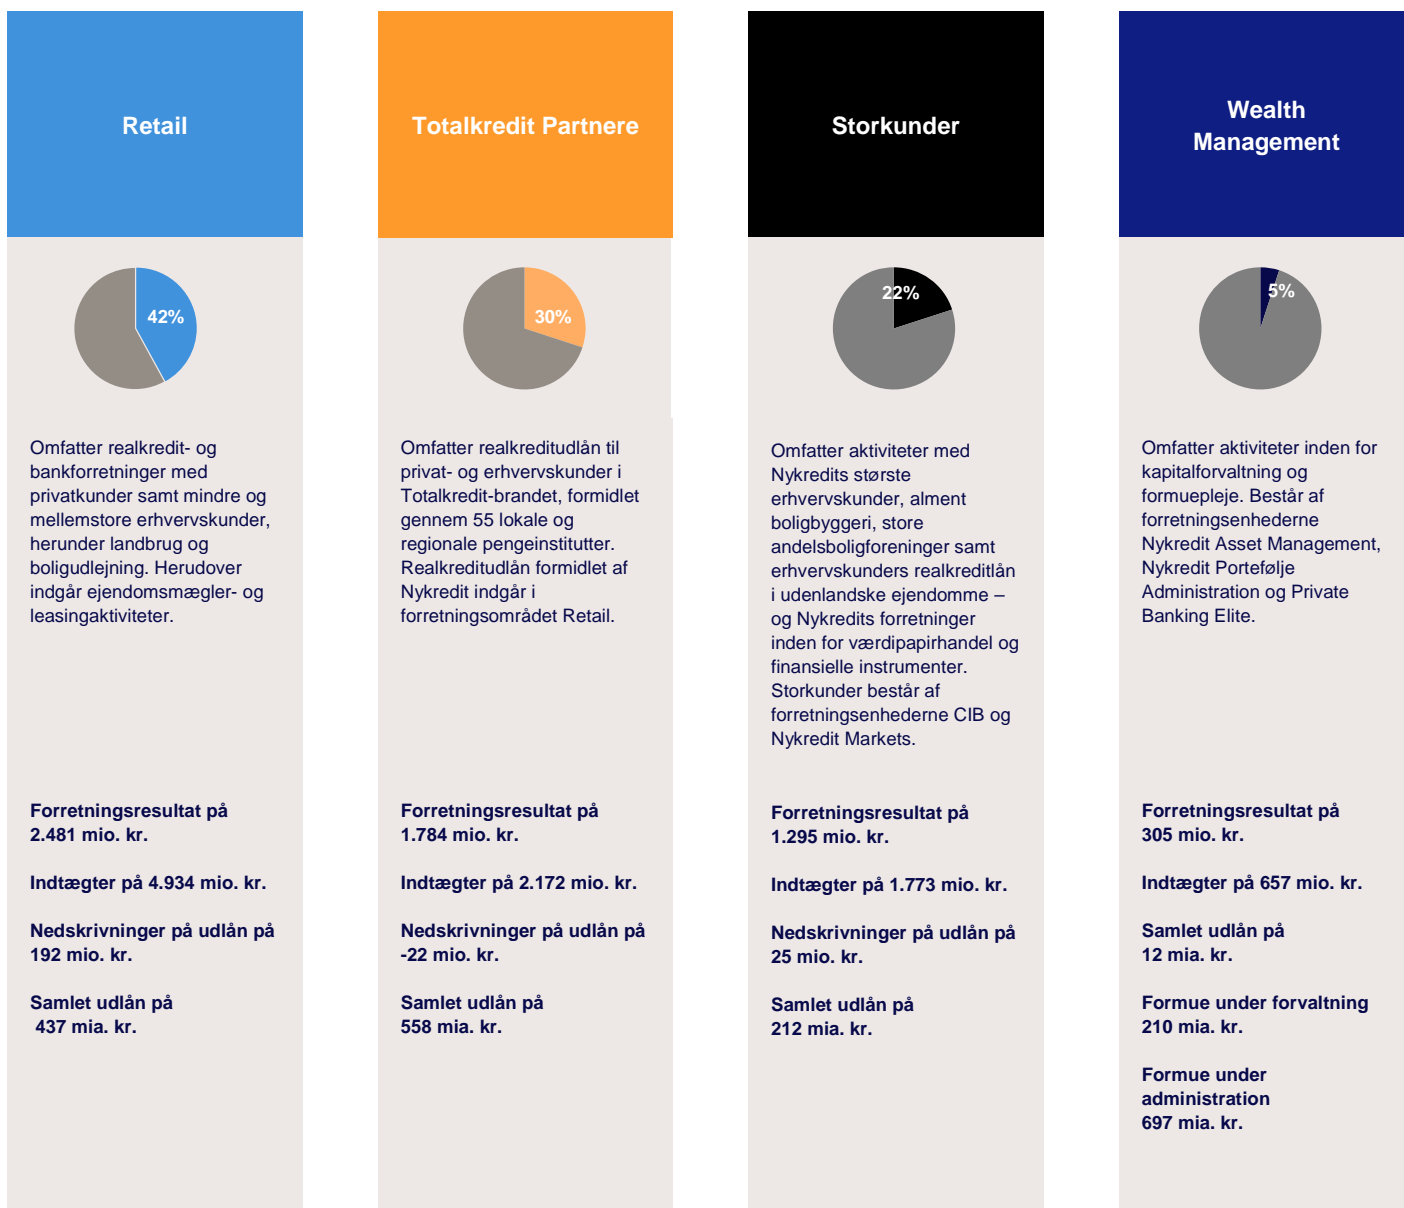 Retail
42%
Omfatter realkredit- og
bankforretninger med
privatkunder samt mindre og
mellemstore erhvervskunder,
herunder landbrug og
boligudlejning. Herudover
indgår ejendomsmægler- og
leasingaktiviteter.
Forretningsresultat på
2.481 mio. kr.
Indtægter på 4.934 mio. kr.
Nedskrivninger på udlån på
192 mio. kr.
Samlet udlån på
437 mia. kr.
Totalkredit Partnere
30%
Omfatter realkreditudlån til
privat- og erhvervskunder i
Totalkredit-brandet, formidlet
gennem 55 lokale og
regionale pengeinstitutter.
Realkreditudlån formidlet af
Nykredit indgår i
forretningsområdet Retail.
Forretningsresultat på
1.784 mio. kr.
Indtægter på 2.172 mio. kr.
Nedskrivninger på udlån på
-22 mio. kr.
Samlet udlån på
558 mia. kr.
Storkunder
22%
Omfatter aktiviteter med
Nykredits største
erhvervskunder, alment
boligbyggeri, store
andelsboligforeninger samt
erhvervskunders realkreditlån
i udenlandske ejendomme –
og Nykredits forretninger
inden for værdipapirhandel og
finansielle instrumenter.
Storkunder består af
forretningsenhederne CIB og
Nykredit Markets.
Forretningsresultat på
1.295 mio. kr.
Indtægter på 1.773 mio. kr.
Nedskrivninger på udlån på
25 mio. kr.
Samlet udlån på
212 mia. kr.
Wealth
Management
5%
Omfatter aktiviteter inden for
kapitalforvaltning og
formuepleje. Består af
forretningsenhederne
Nykredit Asset Management,
Nykredit Portefølje
Administration og Private
Banking Elite.
Forretningsresultat på
305 mio. kr.
Indtægter på 657 mio. kr.
Samlet udlån på
12 mia. kr.
Formue under forvaltning
210 mia. kr.
Formue under
administration
697 mia. kr.